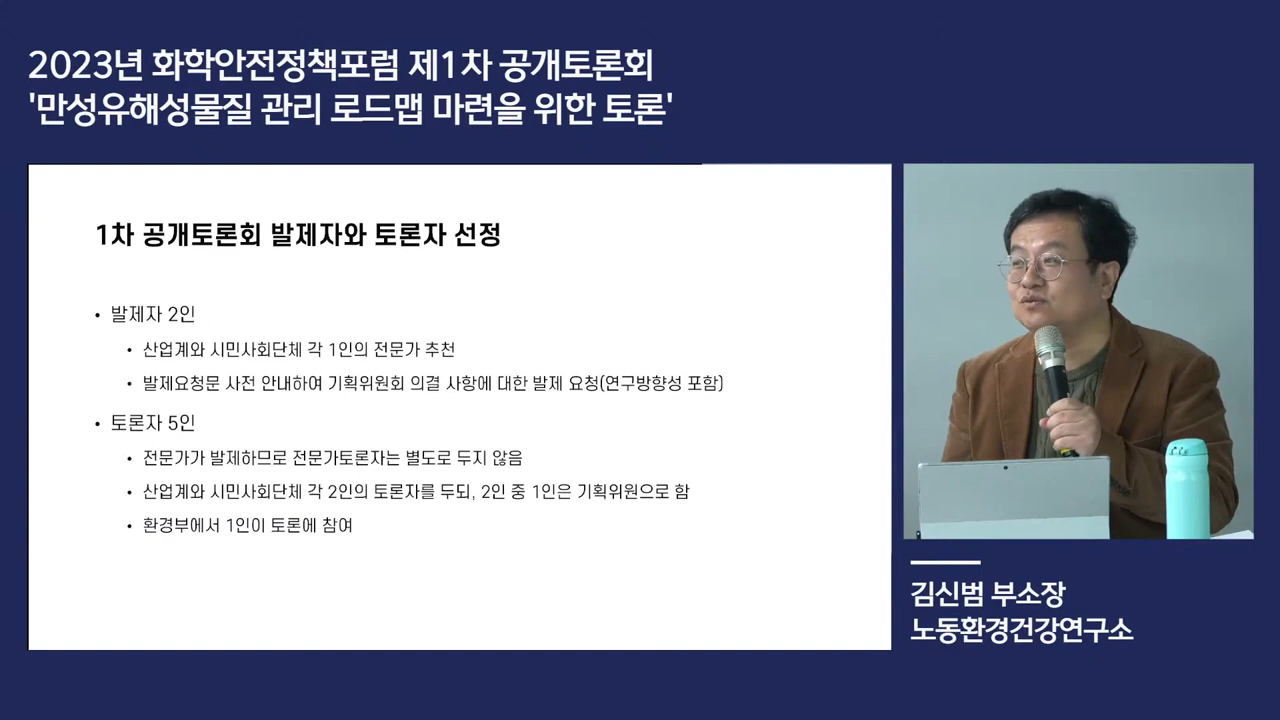 2023년 화학안전정책포럼 제1차 공개토론회
'만성유해성물질 관리 로드맵 마련을 위한 토론'
1차 공개토론회 발제자와 토론자 선정
• 발제자 2인
• 산업계와 시민사회단체 각 1인의 전문가 추천
• 발제요청문 사전 안내하여 기획위원회 의결 사항에 대한 발제 요청(연구방향성 포함)
• 토론자 5인
• 전문가가 발제하므로 전문가토론자는 별도로 두지 않음
• 산업계와 시민사회단체 각 2인의 토론자를 두되, 2인 중 1인은 기획위원으로 함
• 환경부에서 1인이 토론에 참여
김신범 부소장
노동환경건강연구소